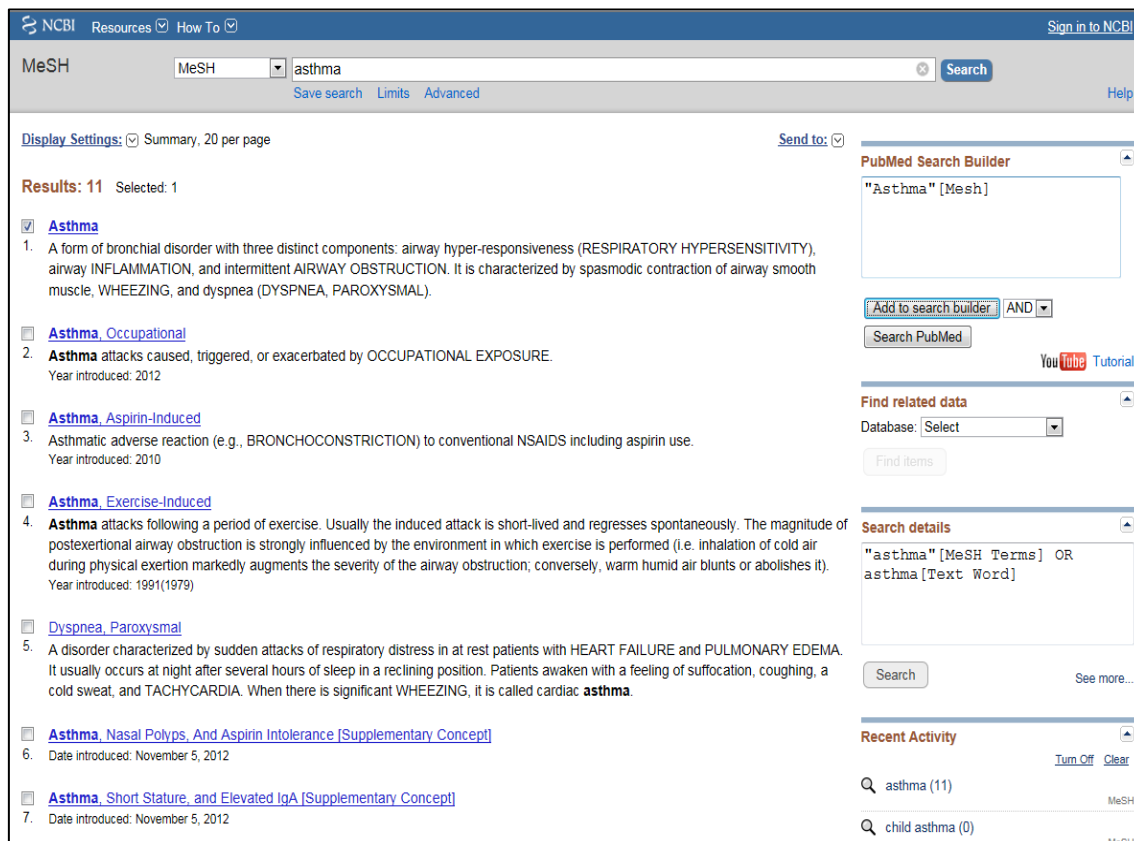 NCBI Resources How To Sign in to NCBI
MeSH MeSH asthma Search
Save search Limits Advanced Help
Display Settings: Summary, 20 per page Send to:
Results: 11 Selected: 1
Asthma
1. A form of bronchial disorder with three distinct components: airway hyper-responsiveness (RESPIRATORY HYPERSENSITIVITY),
airway INFLAMMATION, and intermittent AIRWAY OBSTRUCTION. It is characterized by spasmodic contraction of airway smooth
muscle, WHEEZING, and dyspnea (DYSPNEA, PAROXYSMAL).
Asthma, Occupational
2. Asthma attacks caused, triggered, or exacerbated by OCCUPATIONAL EXPOSURE.
Year introduced: 2012
Asthma, Aspirin-Induced
3. Asthmatic adverse reaction (e.g., BRONCHOCONSTRICTION) to conventional NSAIDS including aspirin use.
Year introduced: 2010
Asthma, Exercise-Induced
4. Asthma attacks following a period of exercise. Usually the induced attack is short-lived and regresses spontaneously. The magnitude of
postexertional airway obstruction is strongly influenced by the environment in which exercise is performed (i.e. inhalation of cold air
during physical exertion markedly augments the severity of the airway obstruction; conversely, warm humid air blunts or abolishes it).
Year introduced: 1991(1979)
Dyspnea, Paroxysmal
5. A disorder characterized by sudden attacks of respiratory distress in at rest patients with HEART FAILURE and PULMONARY EDEMA.
It usually occurs at night after several hours of sleep in a reclining position. Patients awaken with a feeling of suffocation, coughing, a
cold sweat, and TACHYCARDIA. When there is significant WHEEZING, it is called cardiac asthma.
Asthma, Nasal Polyps, And Aspirin Intolerance [Supplementary Concept]
6. Date introduced: November 5, 2012
Asthma, Short Stature, and Elevated IgA [Supplementary Concept]
7. Date introduced: November 5, 2012
PubMed Search Builder
"Asthma"[Mesh]
Add to search builder AND
Search PubMed
YouTube Tutorial
Find related data
Database: Select
Find items
Search details
"asthma"[MeSH Terms] OR
asthma[Text Word]
Search See more...
Recent Activity
Turn Off Clear
asthma (11)
MeSH
child asthma (0)
MeSH